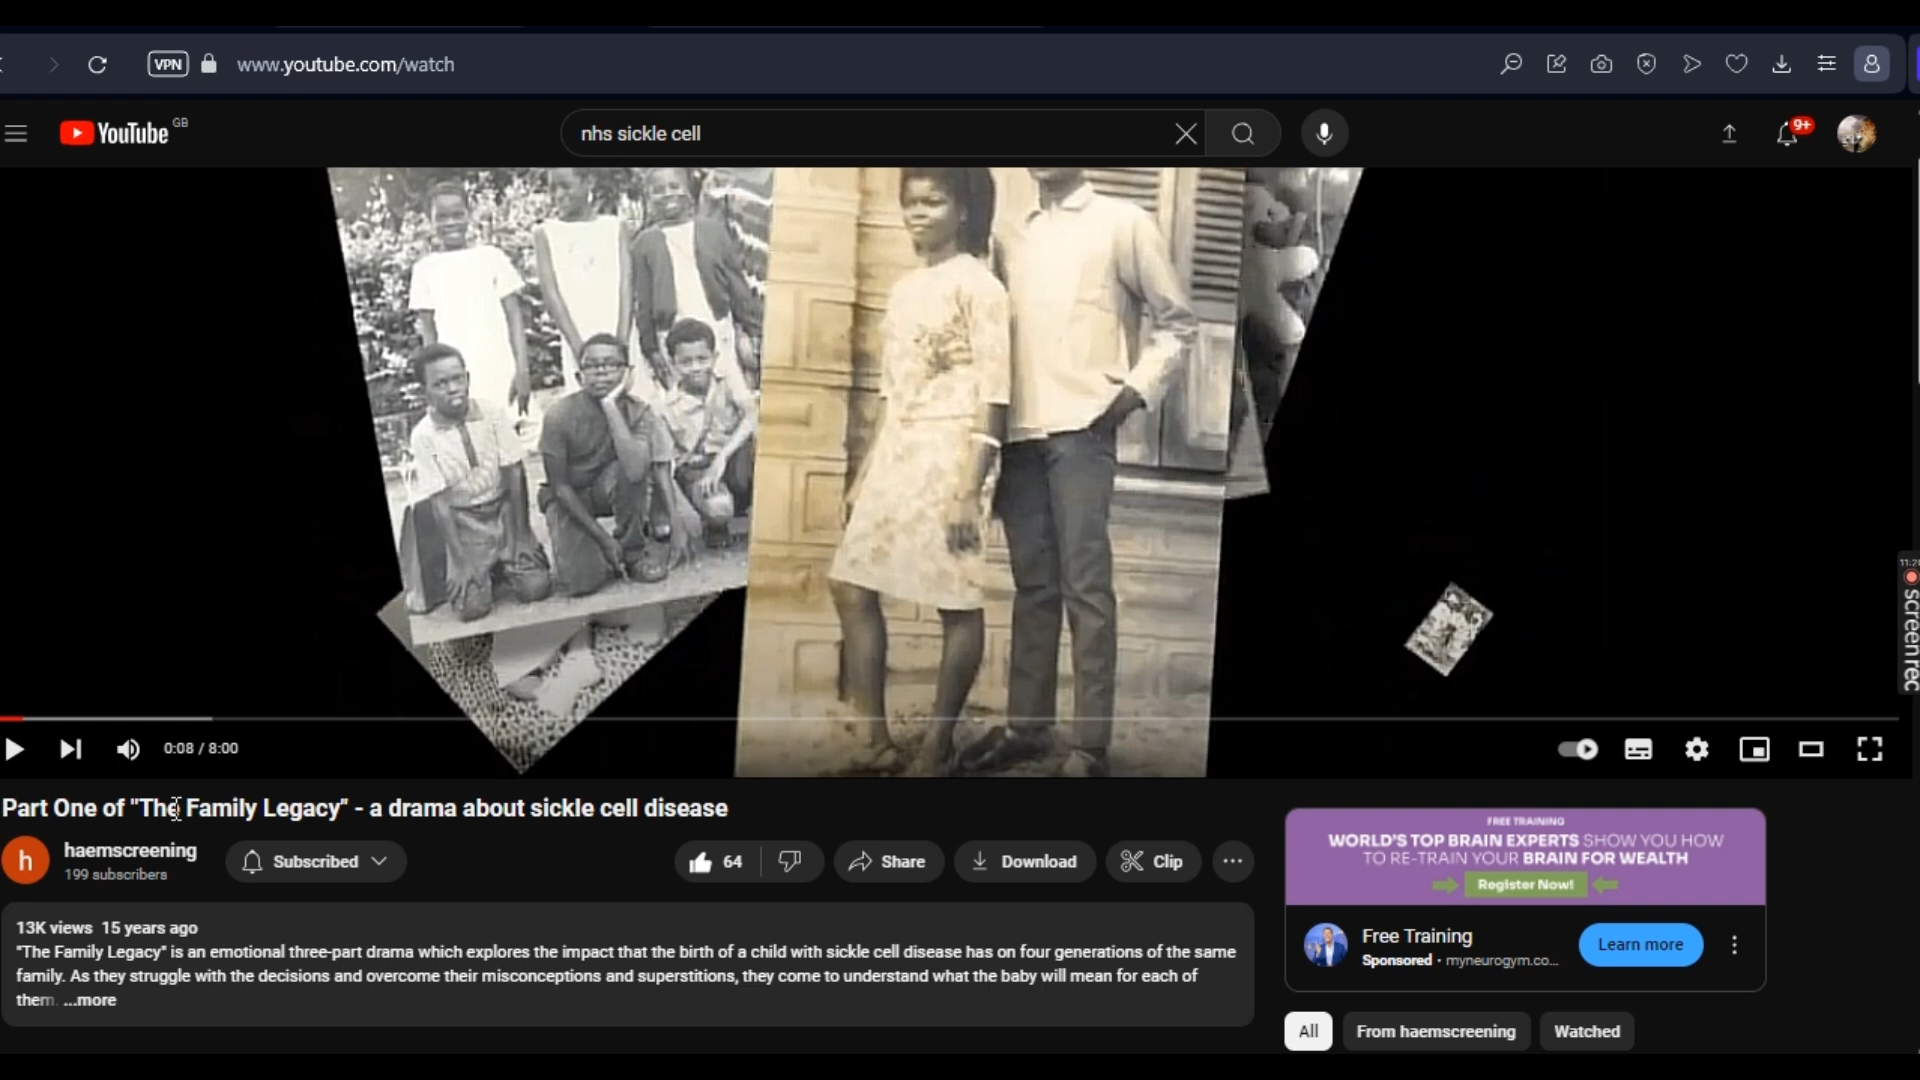 VPN www.youtube.com/watch
YouTube GB
nhs sickle cell
9+
screenrec
0:08 / 8:00
Part One of "The Family Legacy" - a drama about sickle cell disease
h
haemscreening
199 subscribers
Subscribed
64
Share
Download
Clip
13K views 15 years ago
"The Family Legacy" is an emotional three-part drama which explores the impact that the birth of a child with sickle cell disease has on four generations of the same
family. As they struggle with the decisions and overcome their misconceptions and superstitions, they come to understand what the baby will mean for each of
them. ...more
FREE TRAINING
WORLD'S TOP BRAIN EXPERTS SHOW YOU HOW
TO RE-TRAIN YOUR BRAIN FOR WEALTH
Register Now!
Free Training
Sponsored · myneurogym.co...
Learn more
All
From haemscreening
Watched